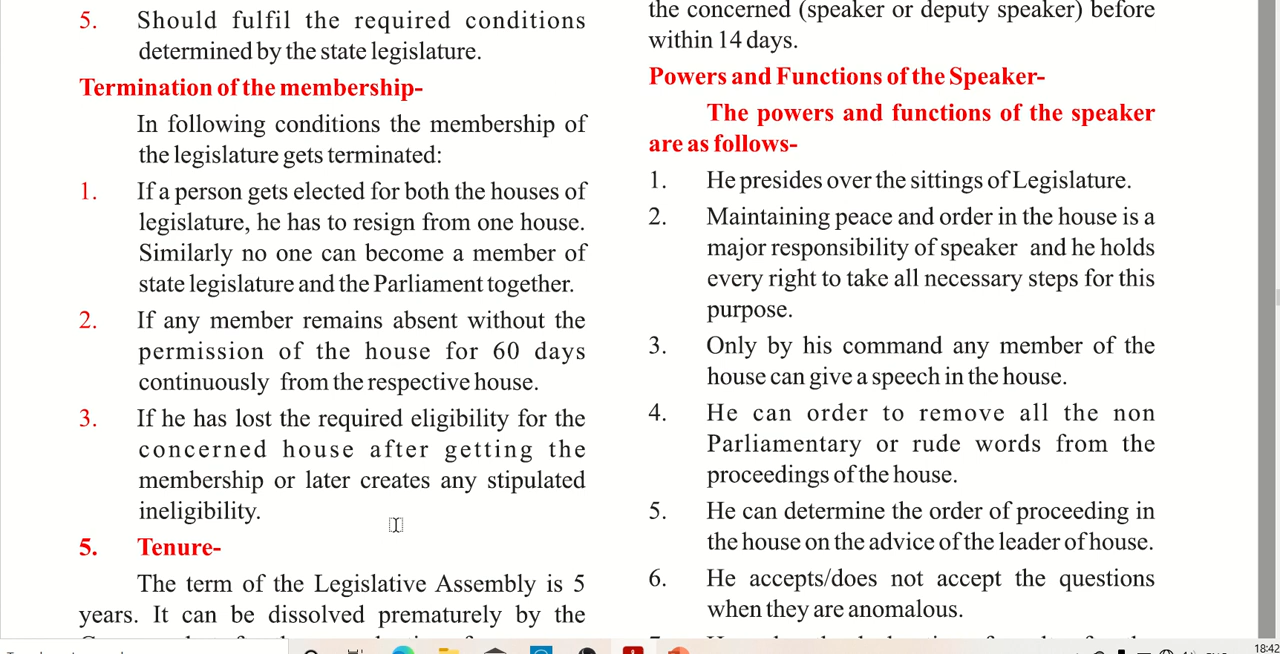 5. Should fulfil the required conditions
determined by the state legislature.
Termination of the membership-
In following conditions the membership of
the legislature gets terminated:
1. If a person gets elected for both the houses of
legislature, he has to resign from one house.
Similarly no one can become a member of
state legislature and the Parliament together.
2. If any member remains absent without the
permission of the house for 60 days
continuously from the respective house.
3. If he has lost the required eligibility for the
concerned house after getting the
membership or later creates any stipulated
ineligibility.
5. Tenure-
The term of the Legislative Assembly is 5
years. It can be dissolved prematurely by the
the concerned (speaker or deputy speaker) before
within 14 days.
Powers and Functions of the Speaker-
The powers and functions of the speaker
are as follows-
1. He presides over the sittings of Legislature.
2. Maintaining peace and order in the house is a
major responsibility of speaker and he holds
every right to take all necessary steps for this
purpose.
3. Only by his command any member of the
house can give a speech in the house.
4. He can order to remove all the non
Parliamentary or rude words from the
proceedings of the house.
5. He can determine the order of proceeding in
the house on the advice of the leader of house.
6. He accepts/does not accept the questions
when they are anomalous.
18:42